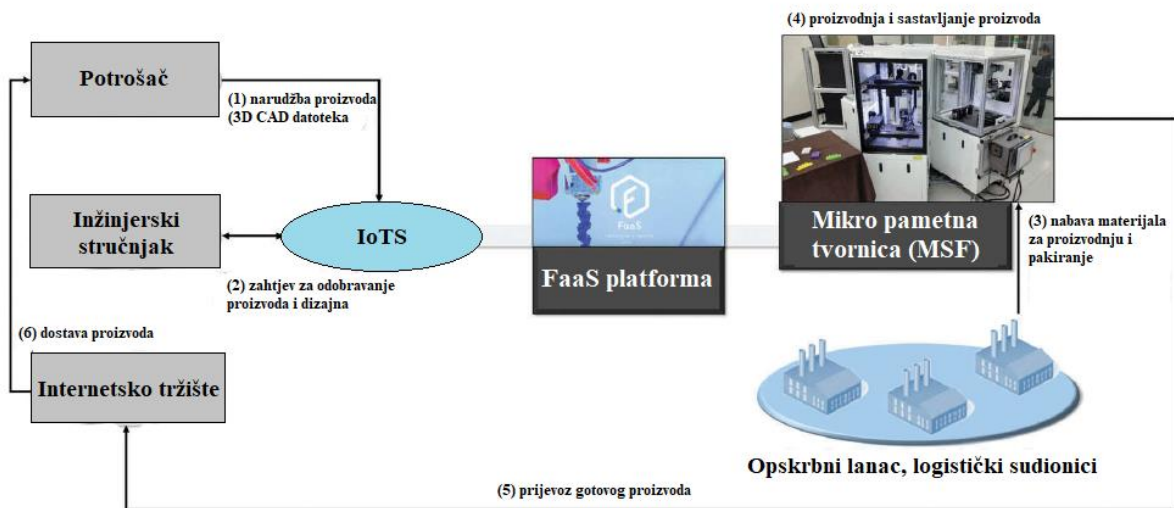 (4) proizvodnja i sastavljanje proizvoda
Potrošač
(1) narudžba proizvoda
(3D CAD datoteka
Inžinjerski
stručnjak
IoTS
FaaS
FaaS platforma
Mikro pametna
tvornica (MSF)
(3) nabava materijala
za proizvodnju i
pakiranje
(2) zahtjev za odobravanje
proizvoda i dizajna
(6) dostava proizvoda
Internetsko tržište
Opskrbni lanac, logistički sudionici
(5) prijevoz gotovog proizvoda